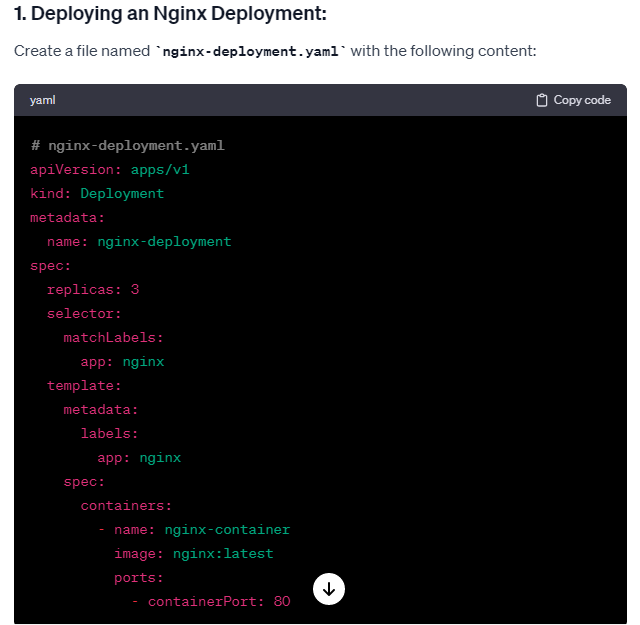 1. Deploying an Nginx Deployment:
Create a file named `nginx-deployment.yaml` with the following content:
yaml
Copy code
# nginx-deployment.yaml
apiVersion: apps/v1
kind: Deployment
metadata:
  name: nginx-deployment
spec:
  replicas: 3
  selector:
    matchLabels:
      app: nginx
  template:
    metadata:
      labels:
        app: nginx
    spec:
      containers:
        - name: nginx-container
          image: nginx:latest
          ports:
            - containerPort: 80